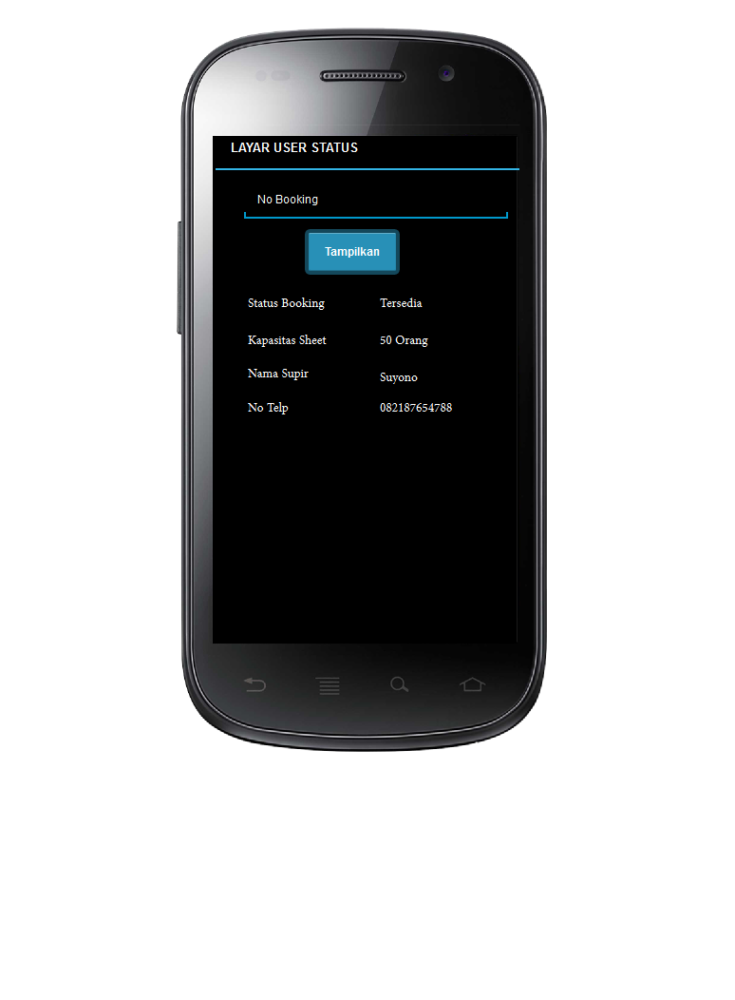 LAYAR USER STATUS
No Booking
Tampilkan
Status Booking Tersedia
Kapasitas Sheet 50 Orang
Nama Supir Suyono
No Telp 082187654788